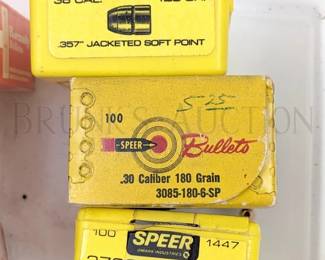 .357" JACKETED SOFT POINT
BRUNK'S AUCTION
100
5 25
SPEER
Bullets
.30 Caliber 180 Grain
3085-180-6-SP
100
SPEER
1447